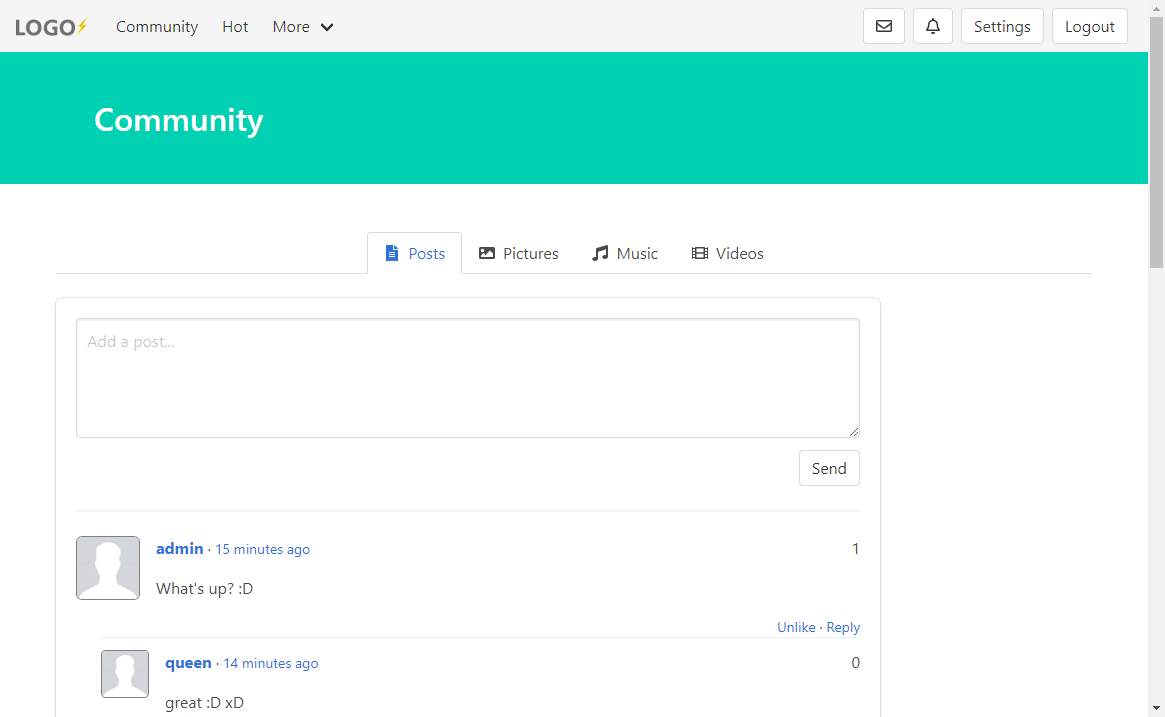 LOGO Community Hot More Settings Logout
Community
Posts Pictures Music Videos
Add a post...
Send
admin · 15 minutes ago 1
What's up? :D
Unlike · Reply
queen · 14 minutes ago 0
great :D xD